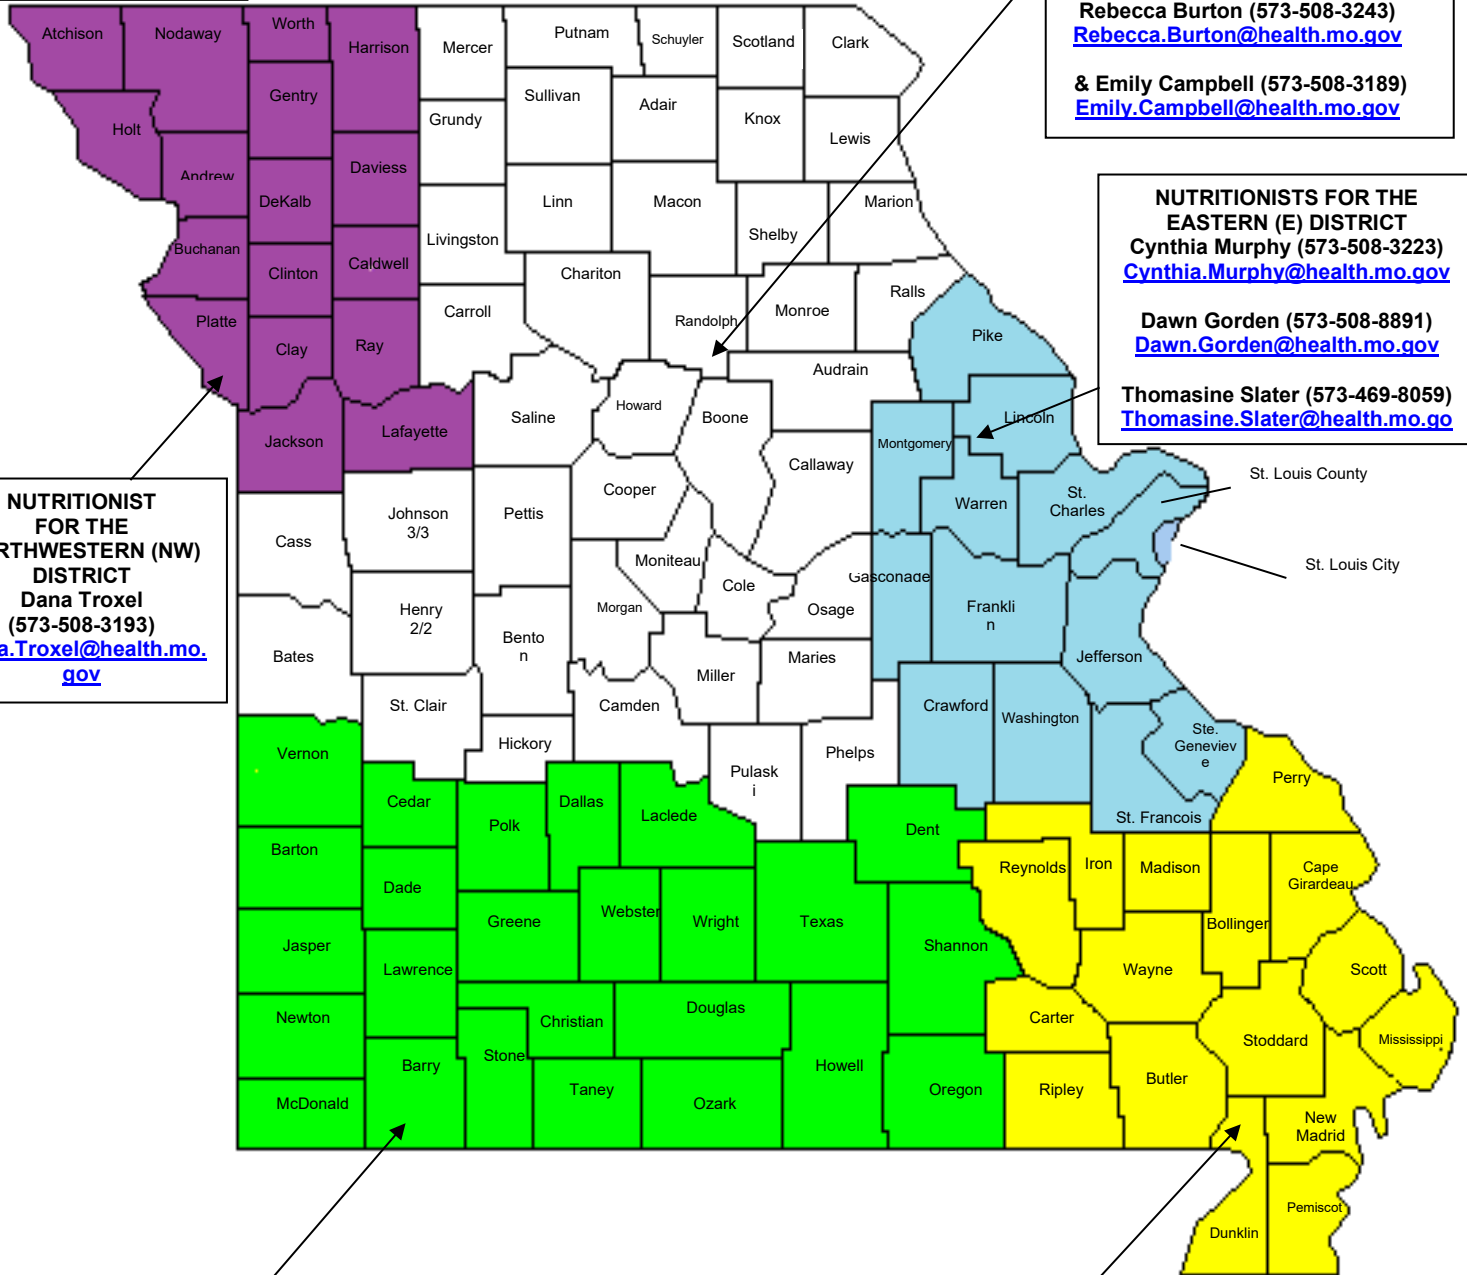 Rebecca Burton (573-508-3243)
Rebecca.Burton@health.mo.gov
& Emily Campbell (573-508-3189)
Emily.Campbell@health.mo.gov
NUTRITIONISTS FOR THE
EASTERN (E) DISTRICT
Cynthia Murphy (573-508-3223)
Cynthia.Murphy@health.mo.gov
Dawn Gorden (573-508-8891)
Dawn.Gorden@health.mo.gov
Thomasine Slater (573-469-8059)
Thomasine.Slater@health.mo.go
NUTRITIONIST
FOR THE
RTHWESTERN (NW)
DISTRICT
Dana Troxel
(573-508-3193)
a.Troxel@health.mo.
gov
Atchison
Nodaway
Worth
Harrison
Mercer
Putnam
Schuyler
Scotland
Clark
Gentry
Sullivan
Adair
Holt
Grundy
Knox
Lewis
Andrew
DeKalb
Daviess
Linn
Macon
Marion
Shelby
Buchanan
Livingston
Clinton
Caldwell
Chariton
Carroll
Platte
Clay
Ray
Randolph
Monroe
Ralls
Pike
Audrain
Saline
Howard
Boone
Lincoln
Jackson
Lafayette
Montgomery
Callaway
Cooper
Warren
St.
Charles
St. Louis County
St. Louis City
Cass
Johnson
3/3
Pettis
Moniteau
Cole
Gasconade
Osage
Morgan
Frankli
n
Henry
2/2
Bento
n
Bates
Miller
Maries
Jefferson
St. Clair
Camden
Crawford
Washington
Hickory
Ste.
Geneviev
e
Vernon
Pulask
i
Phelps
Perry
Cedar
Polk
Dallas
Laclede
Dent
St. Francois
Barton
Dade
Reynolds
Iron
Madison
Cape
Girardeau
Greene
Webster
Wright
Texas
Bollinger
Jasper
Lawrence
Shannon
Wayne
Scott
Newton
Christian
Douglas
Carter
Stoddard
Mississippi
Barry
Stone
Howell
McDonald
Taney
Ozark
Oregon
Ripley
Butler
New
Madrid
Dunklin
Pemiscot